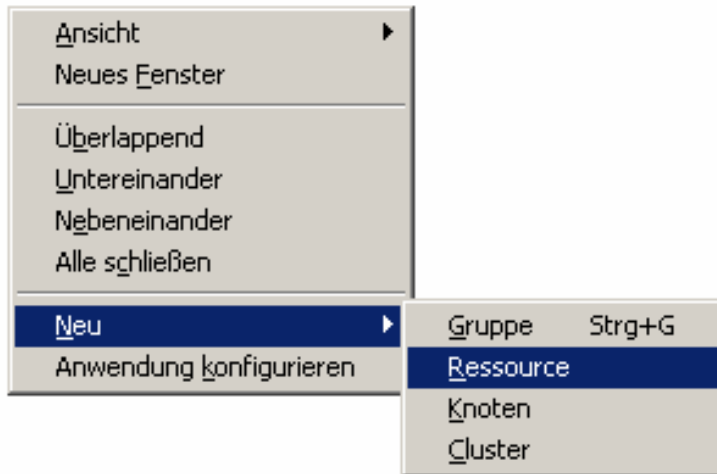 Ansicht
Neues Fenster
Überlappend
Untereinander
Nebeneinander
Alle schließen
Neu
Anwendung konfigurieren
Gruppe Strg+G
Ressource
Knoten
Cluster